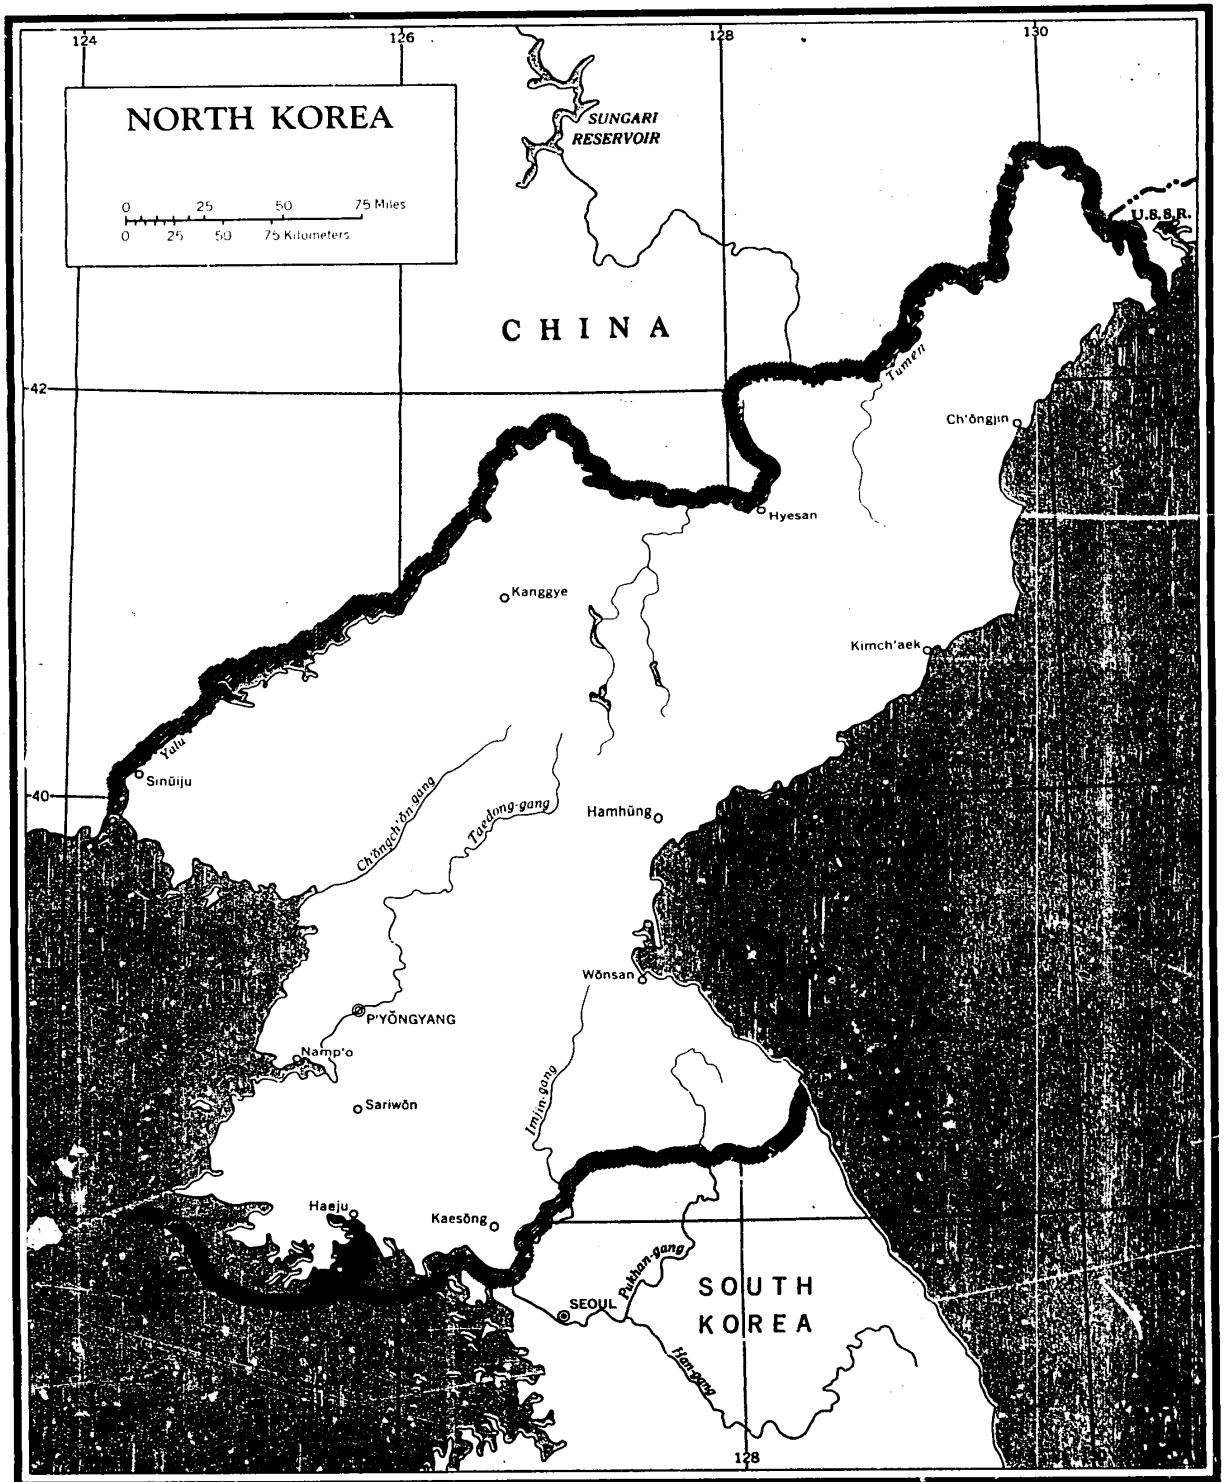 124 126 128 130
NORTH KOREA
0 25 50 75 Miles
0 25 50 75 Kilometers
SUNGARI
RESERVOIR
U.S.S.R.
CHINA
Tumen
42
Ch'ŏngjin
Hyesan
Kanggye
Kimch'aek
Yalu
Sinŭiju
40
Ch'ŏngch'ŏn-gang
Taedong-gang
Hamhŭng
Wŏnsan
P'YŎNGYANG
Namp'o
Imjin-gang
Sariwŏn
Haeju
Kaesŏng
Pukhan-gang
SEOUL
SOUTH
KOREA
Han-gang
128